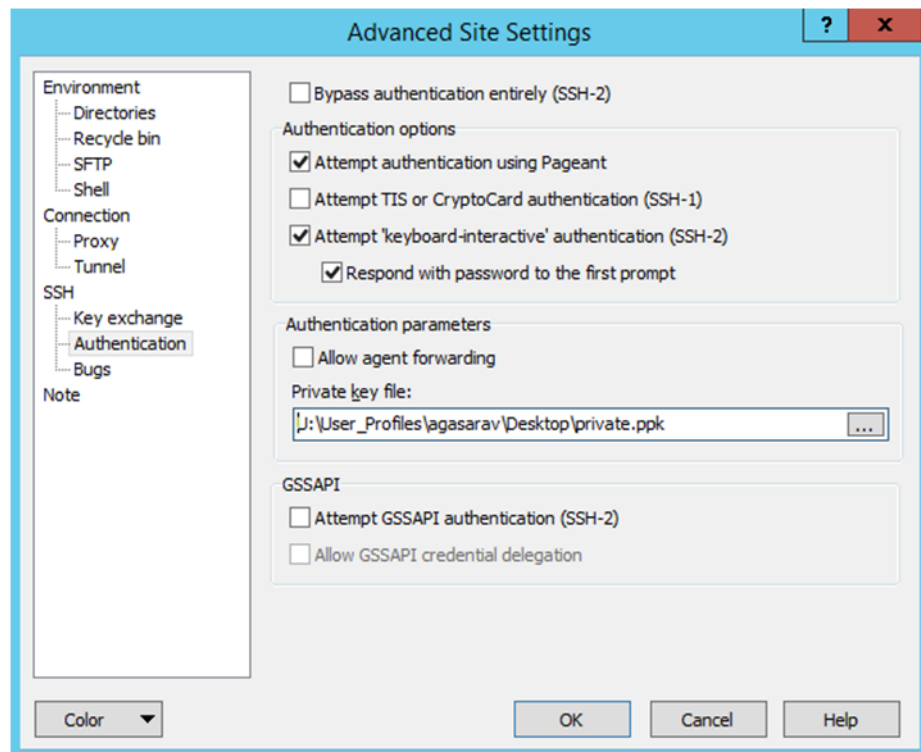 Advanced Site Settings
?
x
Environment
Directories
Recycle bin
SFTP
Shell
Connection
Proxy
Tunnel
SSH
Key exchange
Authentication
Bugs
Note
Bypass authentication entirely (SSH-2)
Authentication options
Attempt authentication using Pageant
Attempt TIS or CryptoCard authentication (SSH-1)
Attempt 'keyboard-interactive' authentication (SSH-2)
Respond with password to the first prompt
Authentication parameters
Allow agent forwarding
Private key file:
U:\User_Profiles\agasarav\Desktop\private.ppk
...
GSSAPI
Attempt GSSAPI authentication (SSH-2)
Allow GSSAPI credential delegation
Color
OK
Cancel
Help